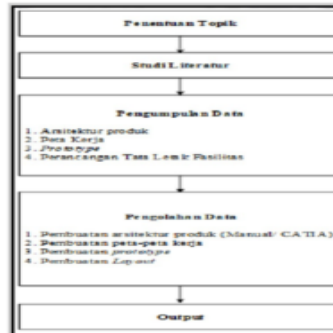 Penentuan Topik
Studi Literatur
Pengumpulan Data
1. Arsitektur produk
2. Peta Kerja
3. Prototype
4. Perancangan Tata Letak Fasilitas
Pengolahan Data
1. Pembuatan arsitektur produk (Manual/ CATIA)
2. Pembuatan peta-peta kerja
3. Pembuatan prototype
4. Pembuatan Layout
Output